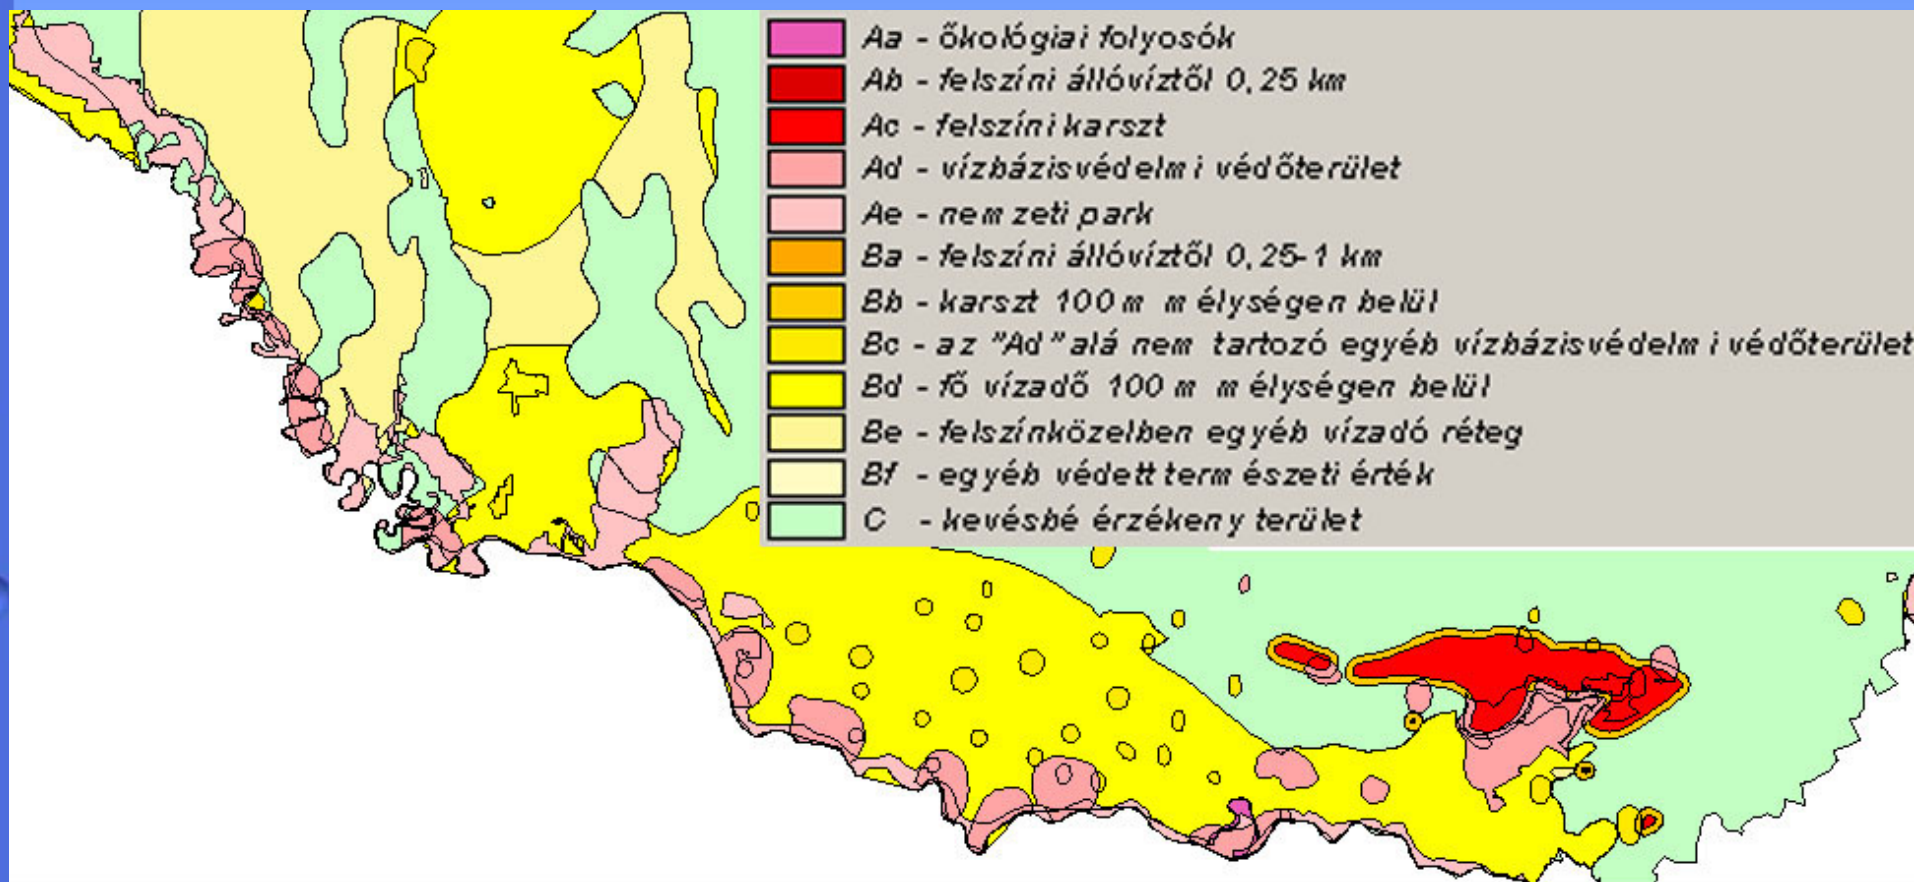 Aa - őkológiai folyosók
Ab - felszíni állóvíztől 0,25 km
Ac - felszíni karszt
Ad - vízbázisvédelmi védőterület
Ae - nemzeti park
Ba - felszíni állóvíztől 0,25-1 km
Bb - karszt 100 m mélységen belül
Bc - az "Ad" alá nem tartozó egyéb vízbázisvédelmi védőterület
Bd - fő vízadő 100 m mélységen belül
Be - felszínközelben egyéb vízadó réteg
Bf - egyéb védett természeti érték
C - kevésbé érzékeny terület